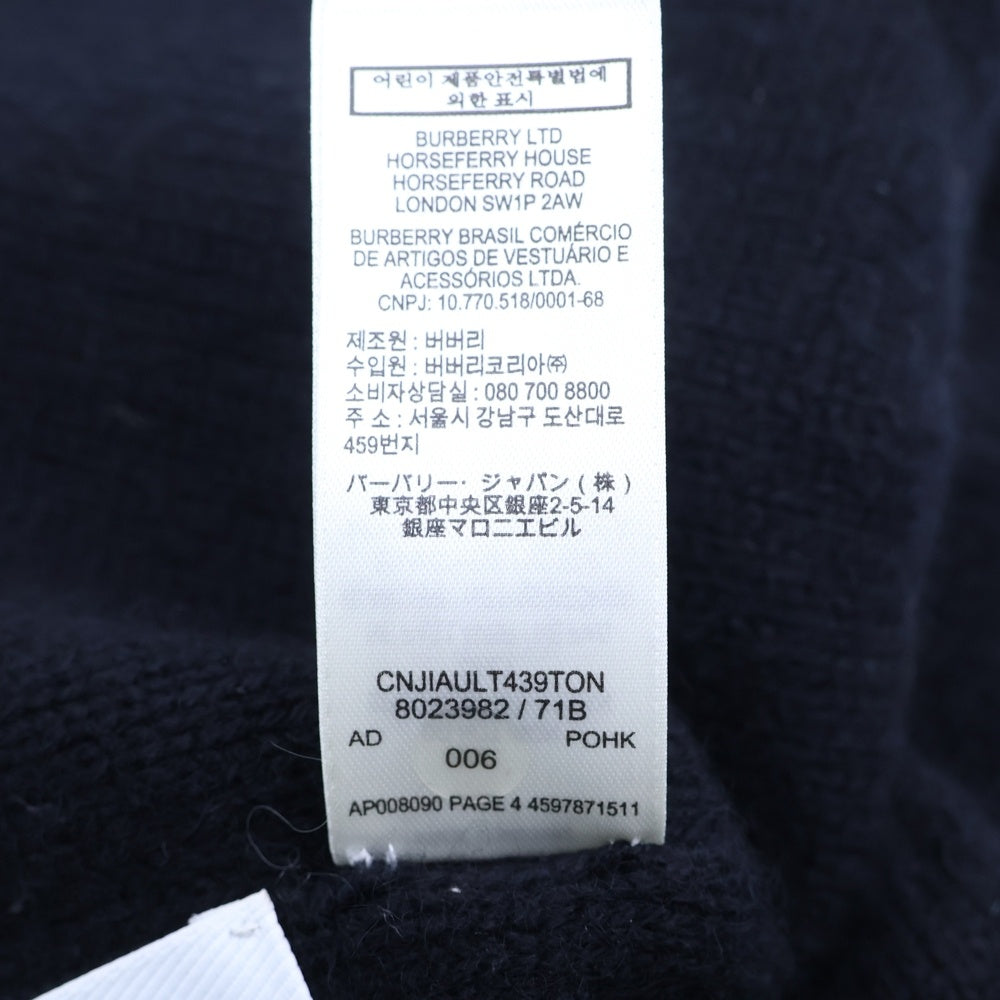 어린이 제품안전특별법에
의한 표시
BURBERRY LTD
HORSEFERRY HOUSE
HORSEFERRY ROAD
LONDON SW1P 2AW
BURBERRY BRASIL COMÉRCIO
DE ARTIGOS DE VESTUÁRIO E
ACESSÓRIOS LTDA.
CNPJ: 10.770.518/0001-68
제조원 : 버버리
수입원 : 버버리코리아㈜
소비자상담실 : 080 700 8800
주 소 : 서울시 강남구 도산대로
459번지
バーバリー・ジャパン ( 株 )
東京都中央区銀座2-5-14
銀座マロニエビル
CNJIAULT439TON
8023982 / 71B
AD 006 POHK
AP008090 PAGE 4 4597871511